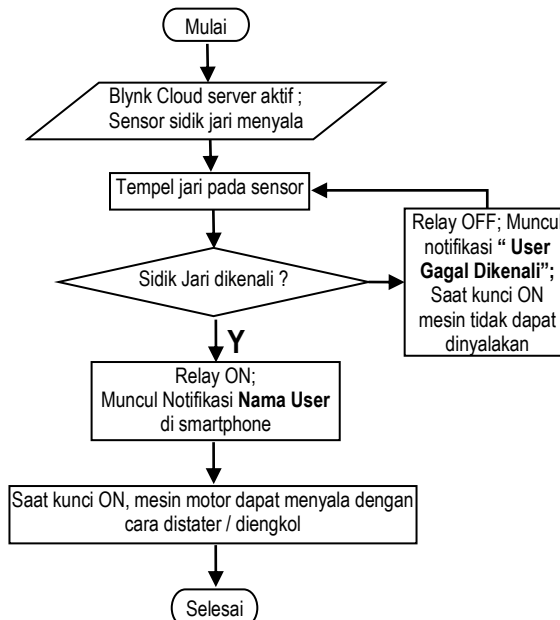 Mulai
Blynk Cloud server aktif ;
Sensor sidik jari menyala
Tempel jari pada sensor
Relay OFF; Muncul
notifikasi “ User
Gagal Dikenali”;
Saat kunci ON
mesin tidak dapat
dinyalakan
Sidik Jari dikenali ?
Y
Relay ON;
Muncul Notifikasi Nama User
di smartphone
Saat kunci ON, mesin motor dapat menyala dengan
cara distater / diengkol
Selesai